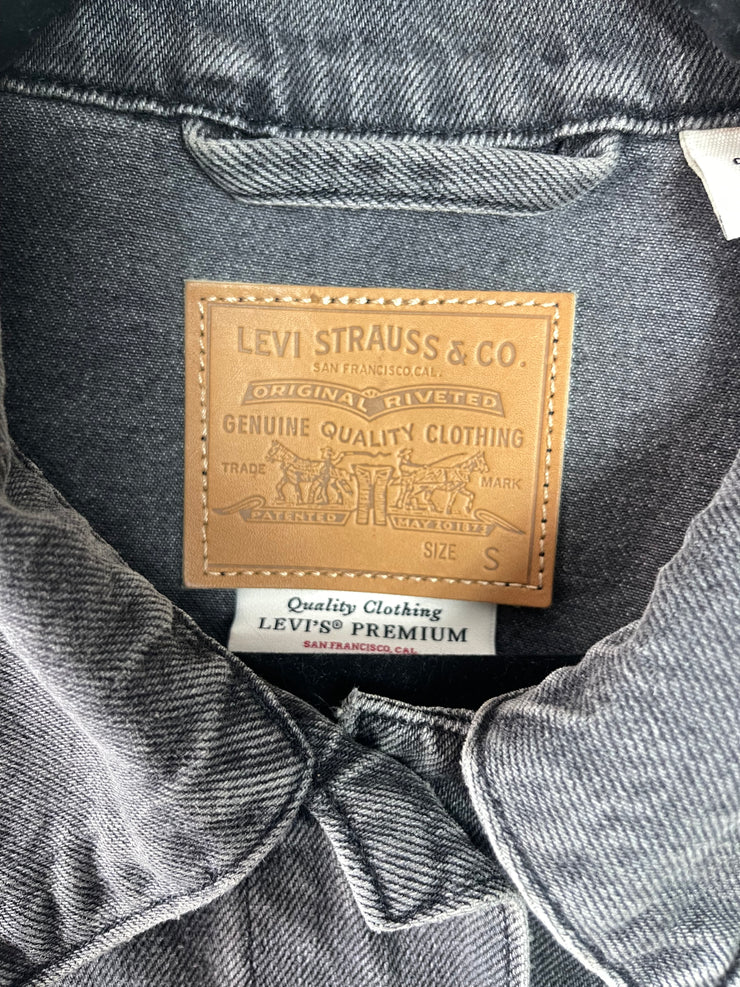 LEVI STRAUSS & CO.
SAN FRANCISCO, CAL.
ORIGINAL RIVETED
GENUINE QUALITY CLOTHING
TRADE MARK
PATENTED MAY 20 1873
SIZE S
Quality Clothing
LEVI'S® PREMIUM
SAN FRANCISCO, CAL.